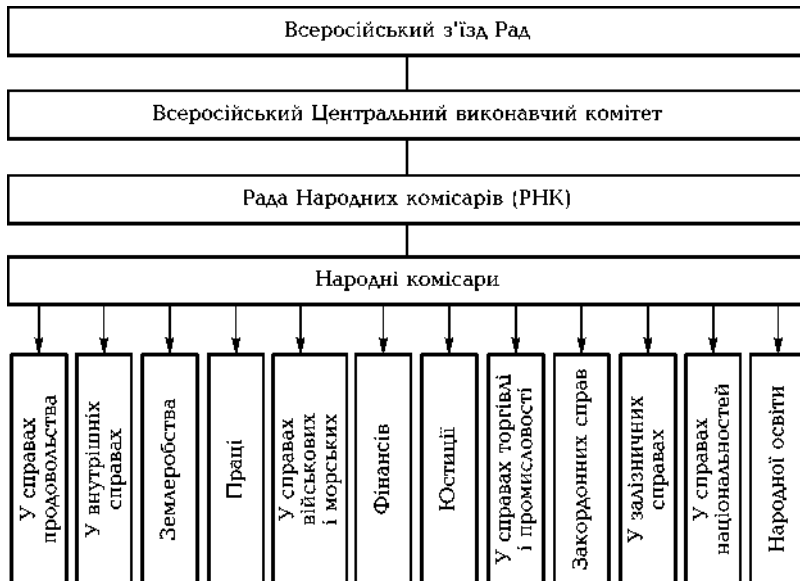 Всеросійський з'їзд Рад
Всеросійський Центральний виконавчий комітет
Рада Народних комісарів (РНК)
Народні комісари
У справах
продовольства
У внутрішніх
справах
Землеробства
Праці
У справах
військових
і морських
Фінансів
Юстиції
У справах торгівлі
і промисловості
Закордонних справ
У залізничних
справах
У справах
національностей
Народної освіти